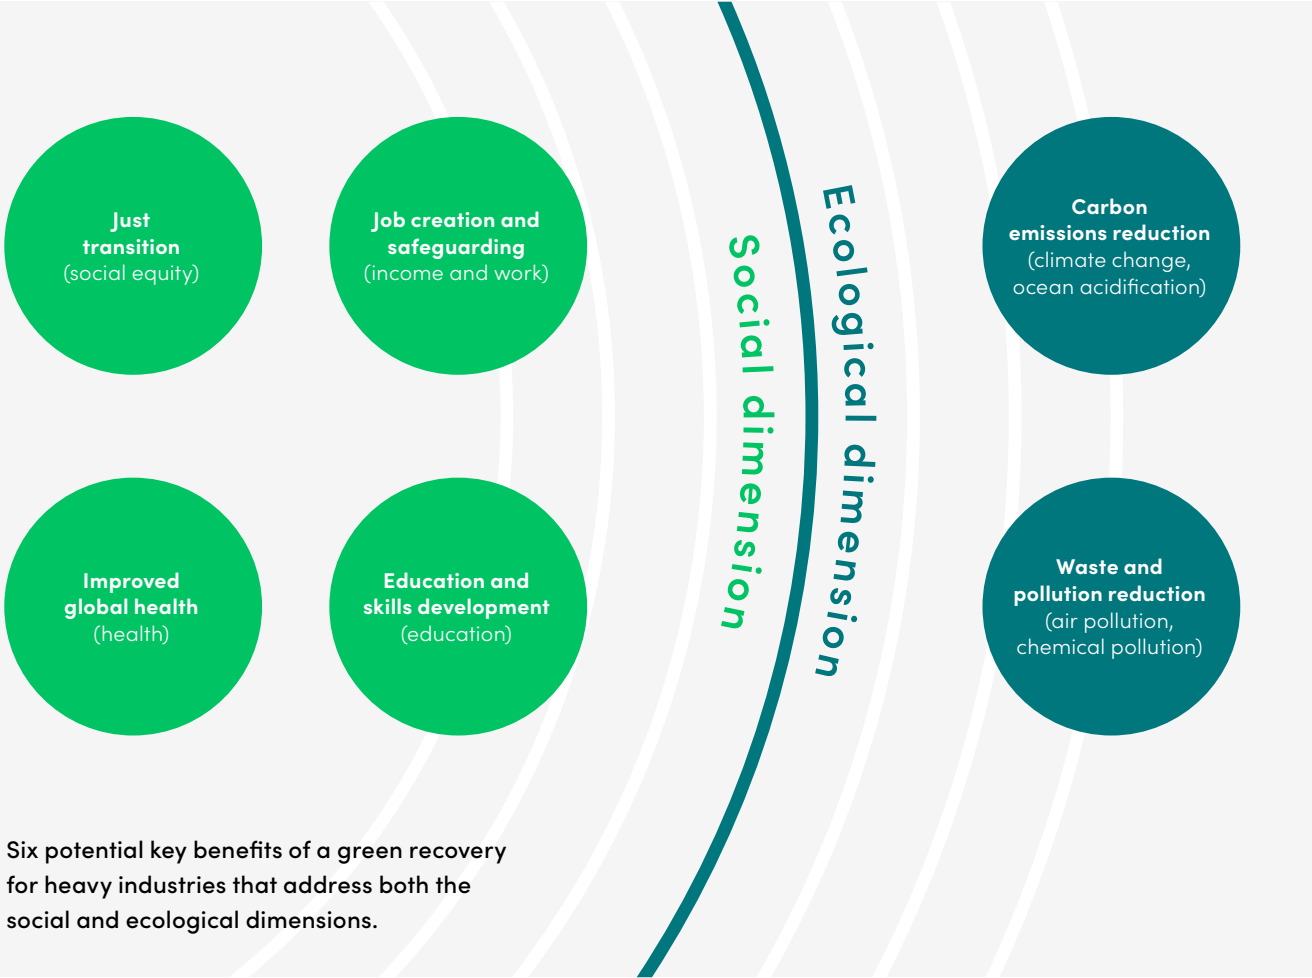 Just
transition
(social equity)
Job creation and
safeguarding
(income and work)
Social dimension
Ecological dimension
Carbon
emissions reduction
(climate change,
ocean acidification)
Improved
global health
(health)
Education and
skills development
(education)
Waste and
pollution reduction
(air pollution,
chemical pollution)
Six potential key benefits of a green recovery
for heavy industries that address both the
social and ecological dimensions.